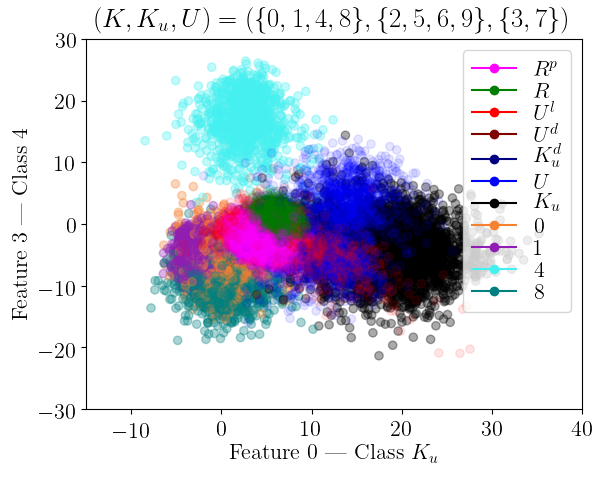 (K, K_u, U) = ({0, 1, 4, 8}, {2, 5, 6, 9}, {3, 7})
30
20
10
0
−10
−20
−30
Feature 3 — Class 4
R^p
R
U^l
U^d
K_u^d
U
K_u
0
1
4
8
−10 0 10 20 30 40
Feature 0 — Class K_u